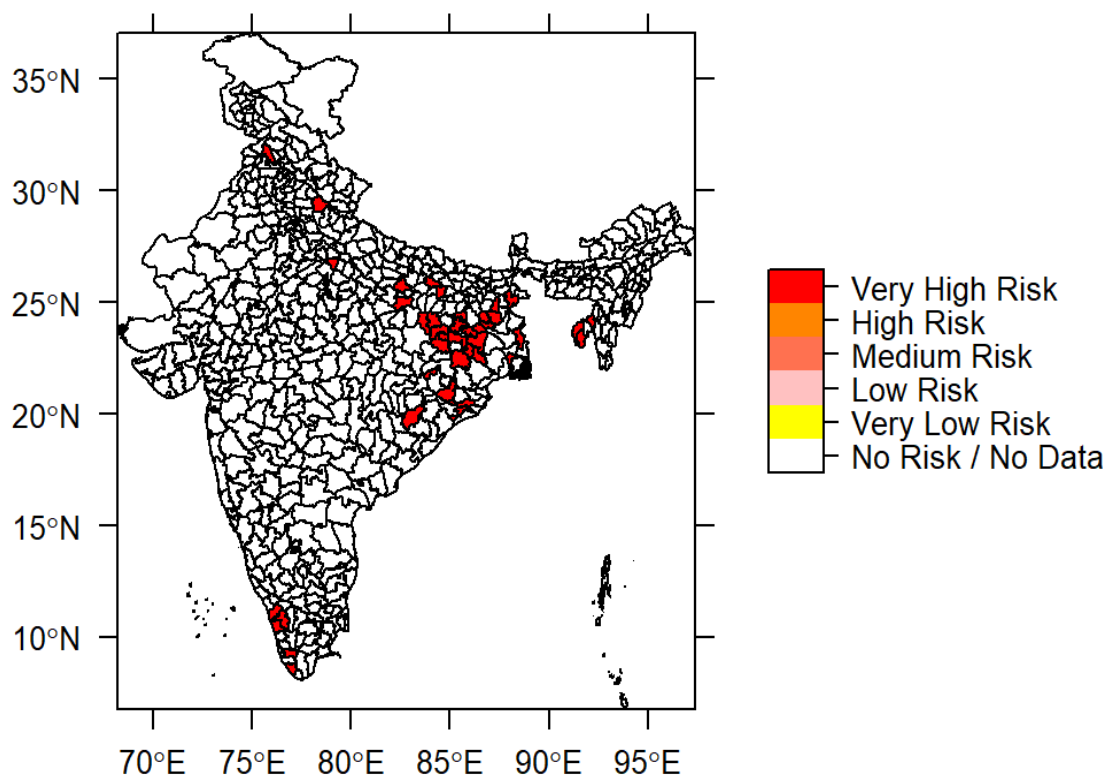 35°N
30°N
25°N
20°N
15°N
10°N
70°E 75°E 80°E 85°E 90°E 95°E
Very High Risk
High Risk
Medium Risk
Low Risk
Very Low Risk
No Risk / No Data